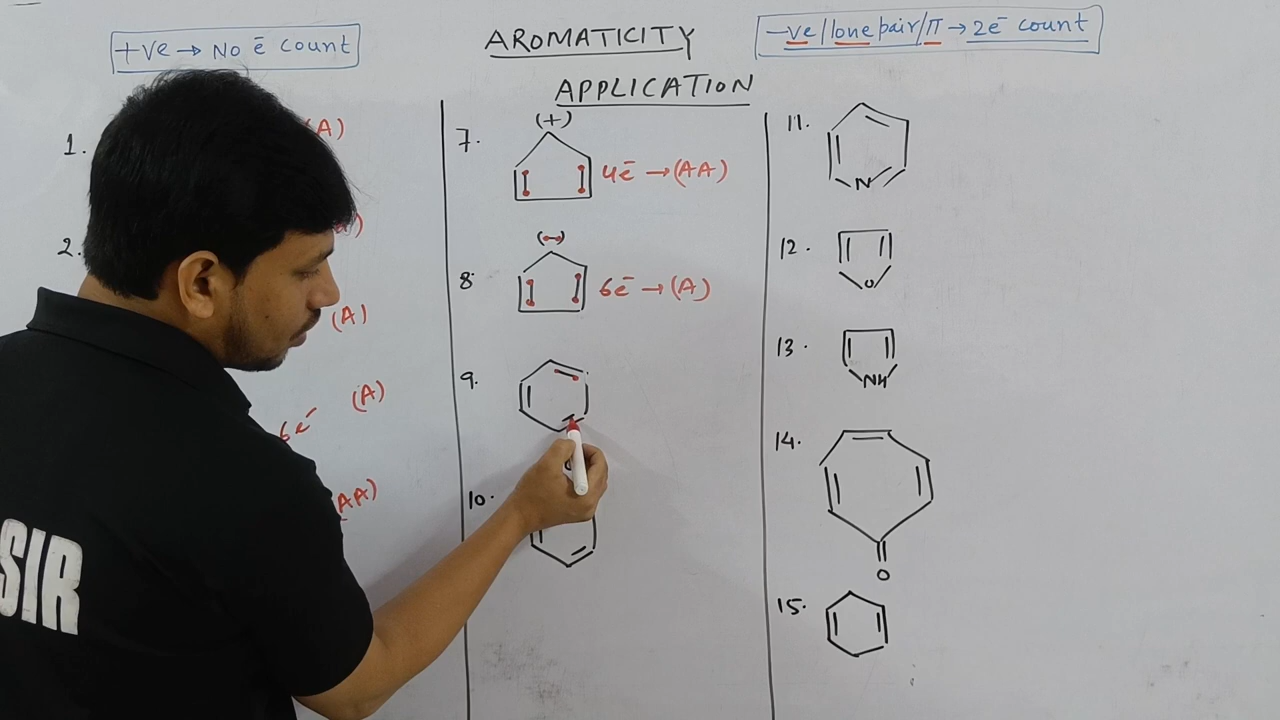 +ve → No ē count
AROMATICITY
-ve/lone pair/π → 2ē count
APPLICATION
1.
(A)
2.
(A)
6ē (A)
(AA)
7.
(+)
4ē → (AA)
8.
(-)
6ē → (A)
9.
10.
11.
N
12.
O
13.
NH
14.
O
15.
SIR